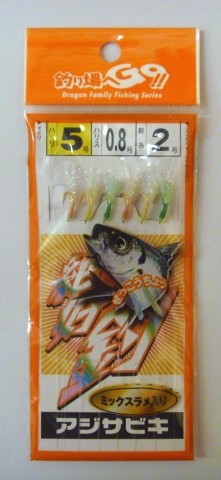 釣り場へGO!!
Dragon Family Fishing Series
ハリ 5 号
ハリス 0.8 号
幹糸 2 号
ミックスラメ入り
アジサビキ